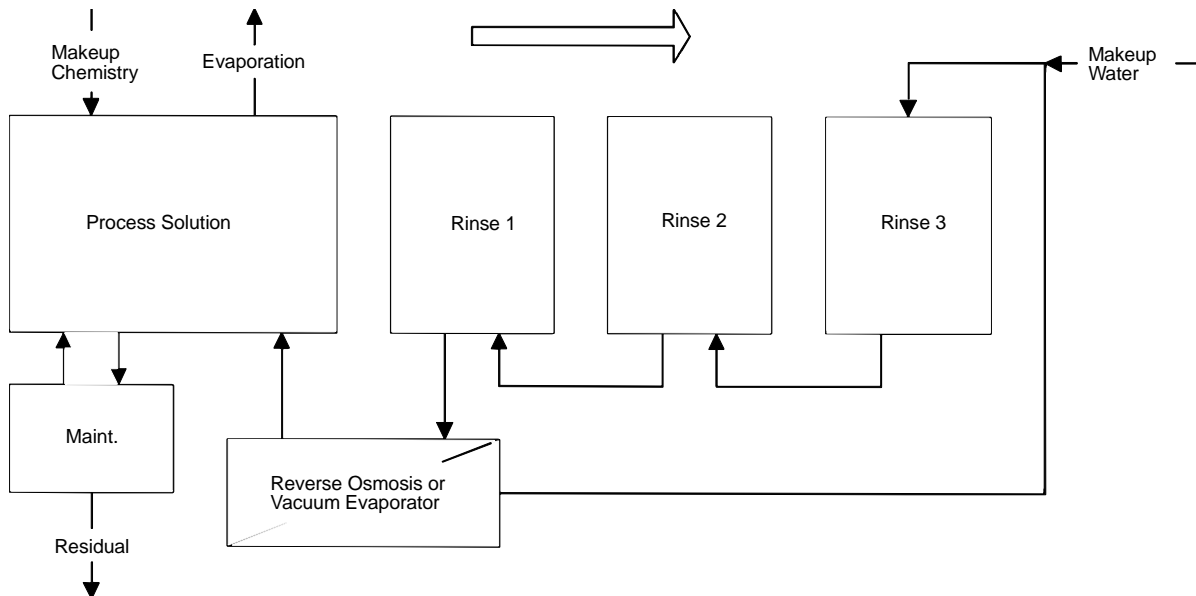 Makeup
Chemistry
Evaporation
Makeup
Water
Process Solution
Rinse 1
Rinse 2
Rinse 3
Maint.
Reverse Osmosis or
Vacuum Evaporator
Residual